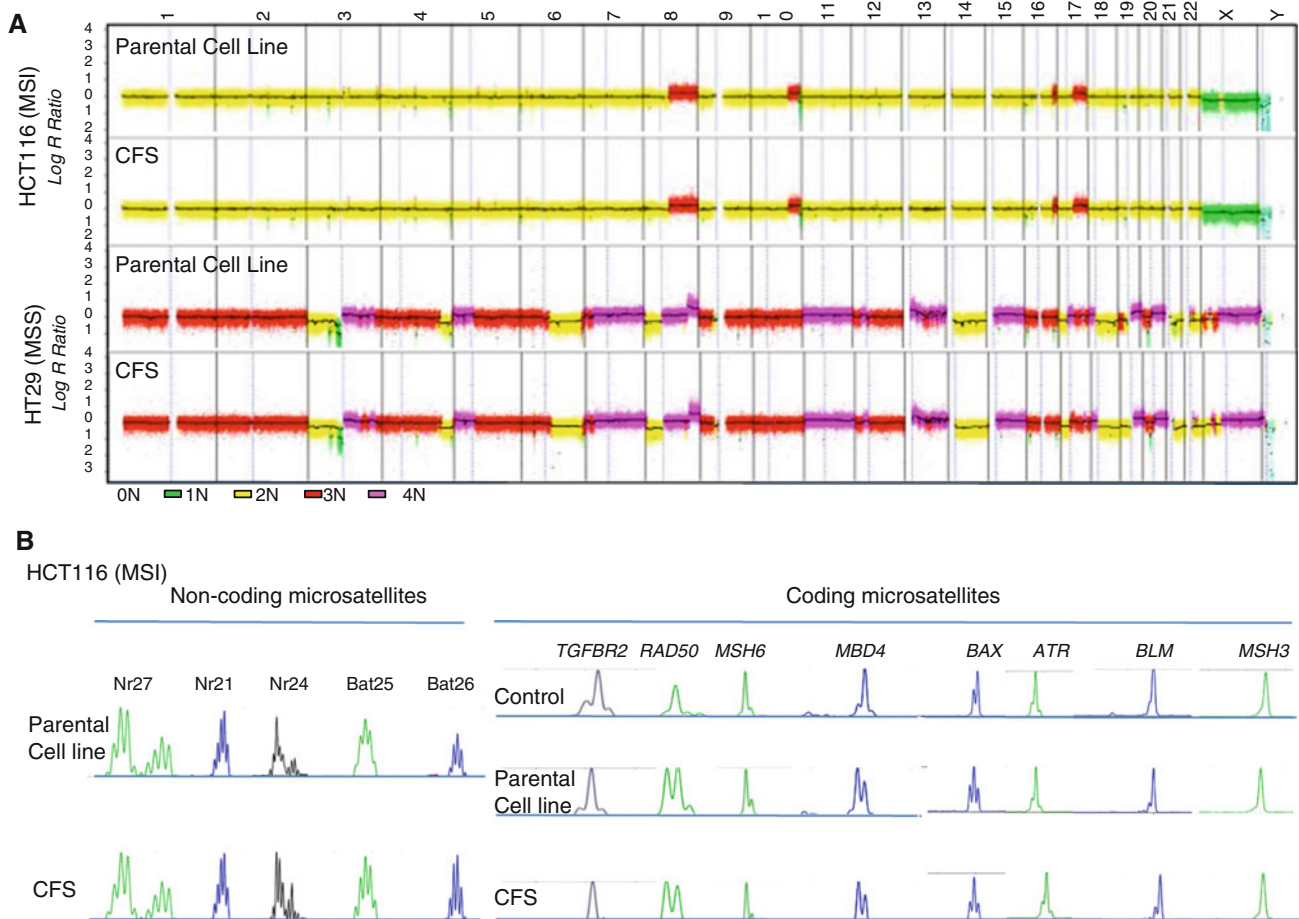 A
1 2 3 4 5 6 7 8 9 10 11 12 13 14 15 16 17 18 19 20 21 22 X Y
HCT116 (MSI)
Log R Ratio
4
3
2
1
0
1
2
Parental Cell Line
4
3
2
1
0
1
2
CFS
HT29 (MSS)
Log R Ratio
4
3
2
1
0
1
Parental Cell Line
4
3
2
1
0
1
2
3
CFS
0N 1N 2N 3N 4N
B
HCT116 (MSI)
Non-coding microsatellites
Coding microsatellites
TGFBR2 RAD50 MSH6 MBD4 BAX ATR BLM MSH3
Nr27 Nr21 Nr24 Bat25 Bat26
Control
Parental
Cell line
Parental
Cell line
CFS
CFS